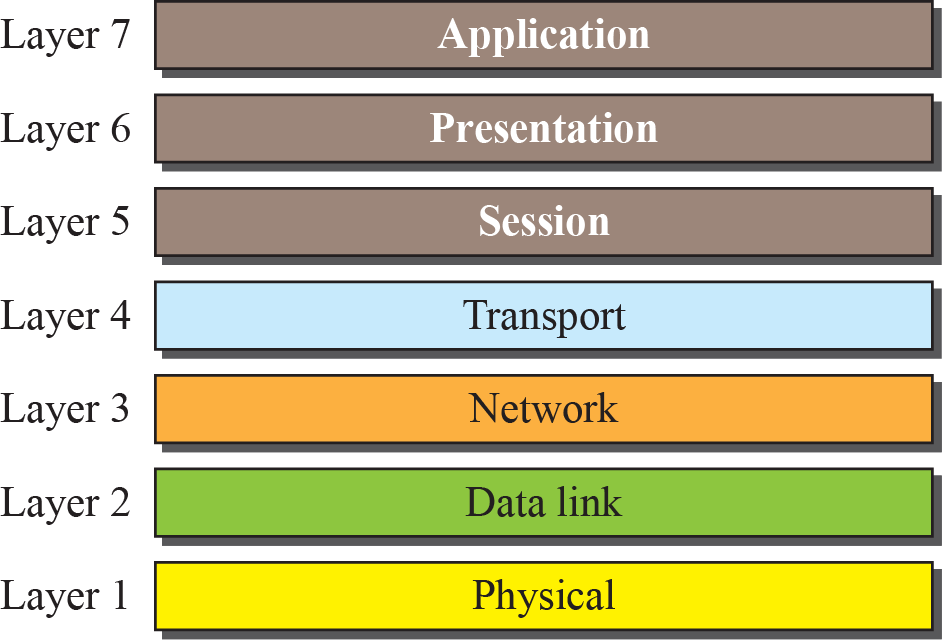 Layer 7 Application
Layer 6 Presentation
Layer 5 Session
Layer 4 Transport
Layer 3 Network
Layer 2 Data link
Layer 1 Physical